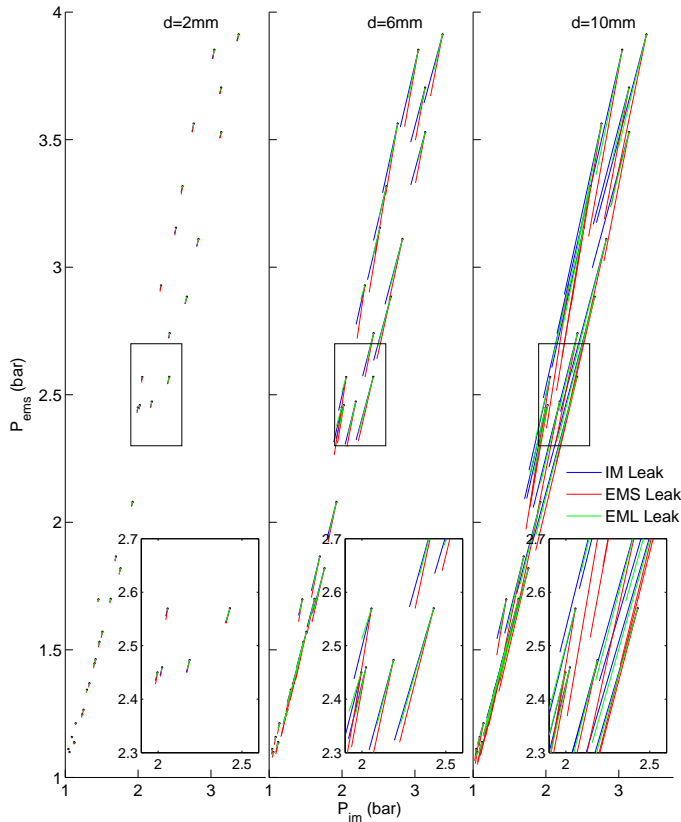 d=2mm d=6mm d=10mm
4
3.5
3
2.5
2
1.5
1
P_ems (bar)
IM Leak
EMS Leak
EML Leak
2.7 2.7 2.7
2.6 2.6 2.6
2.5 2.5 2.5
2.4 2.4 2.4
2.3 2.3 2.3
2 2.5 2 2.5 2 2.5
1 2 3 1 2 3 1 2 3
P_im (bar)